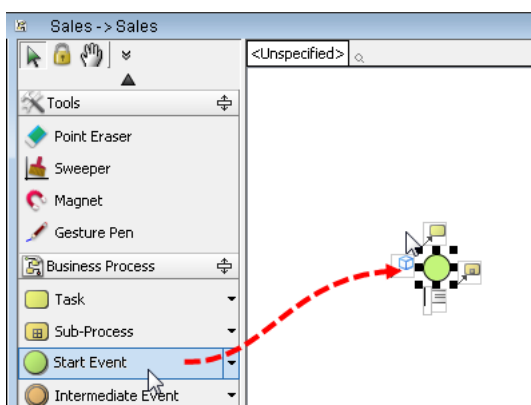 Sales -> Sales
<Unspecified>
Tools
Point Eraser
Sweeper
Magnet
Gesture Pen
Business Process
Task
Sub-Process
Start Event
Intermediate Event